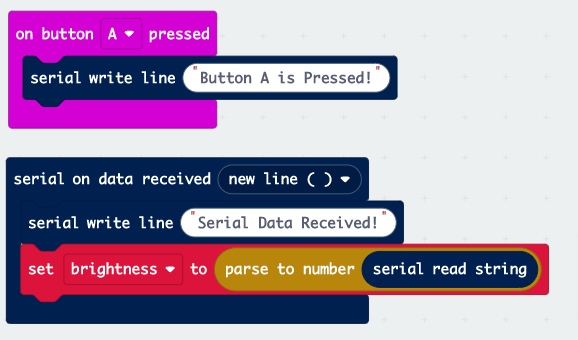 on button A pressed
serial write line "Button A is Pressed!"
serial on data received new line ( )
serial write line "Serial Data Received!"
set brightness to parse to number serial read string